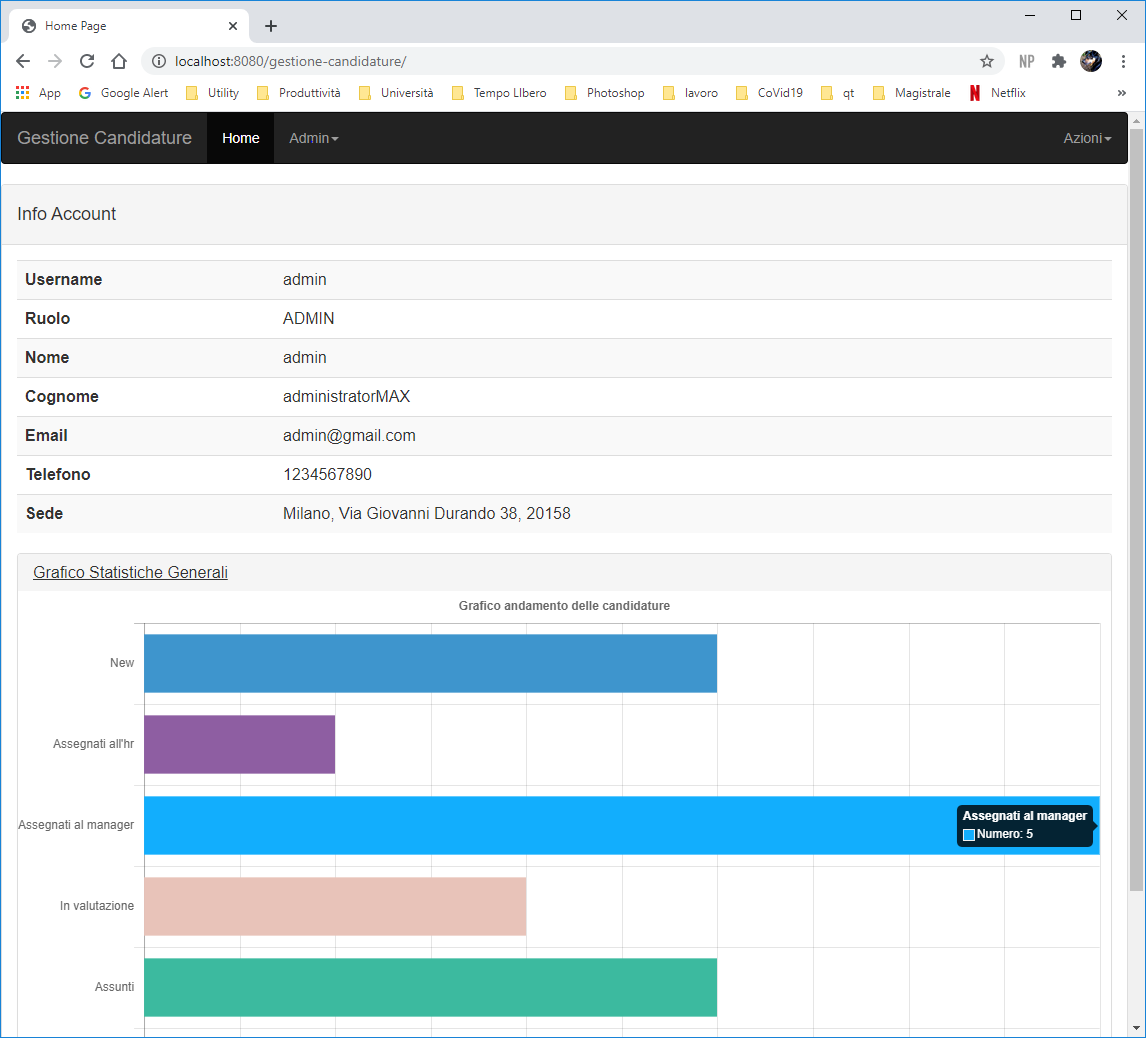 Home Page
localhost:8080/gestione-candidature/
NP
App Google Alert Utility Produttività Università Tempo LIbero Photoshop lavoro CoVid19 qt Magistrale Netflix »
Gestione Candidature Home Admin Azioni
Info Account
Username admin
Ruolo ADMIN
Nome admin
Cognome administratorMAX
Email admin@gmail.com
Telefono 1234567890
Sede Milano, Via Giovanni Durando 38, 20158
Grafico Statistiche Generali
Grafico andamento delle candidature
New
Assegnati all'hr
Assegnati al manager
Assegnati al manager
Numero: 5
In valutazione
Assunti